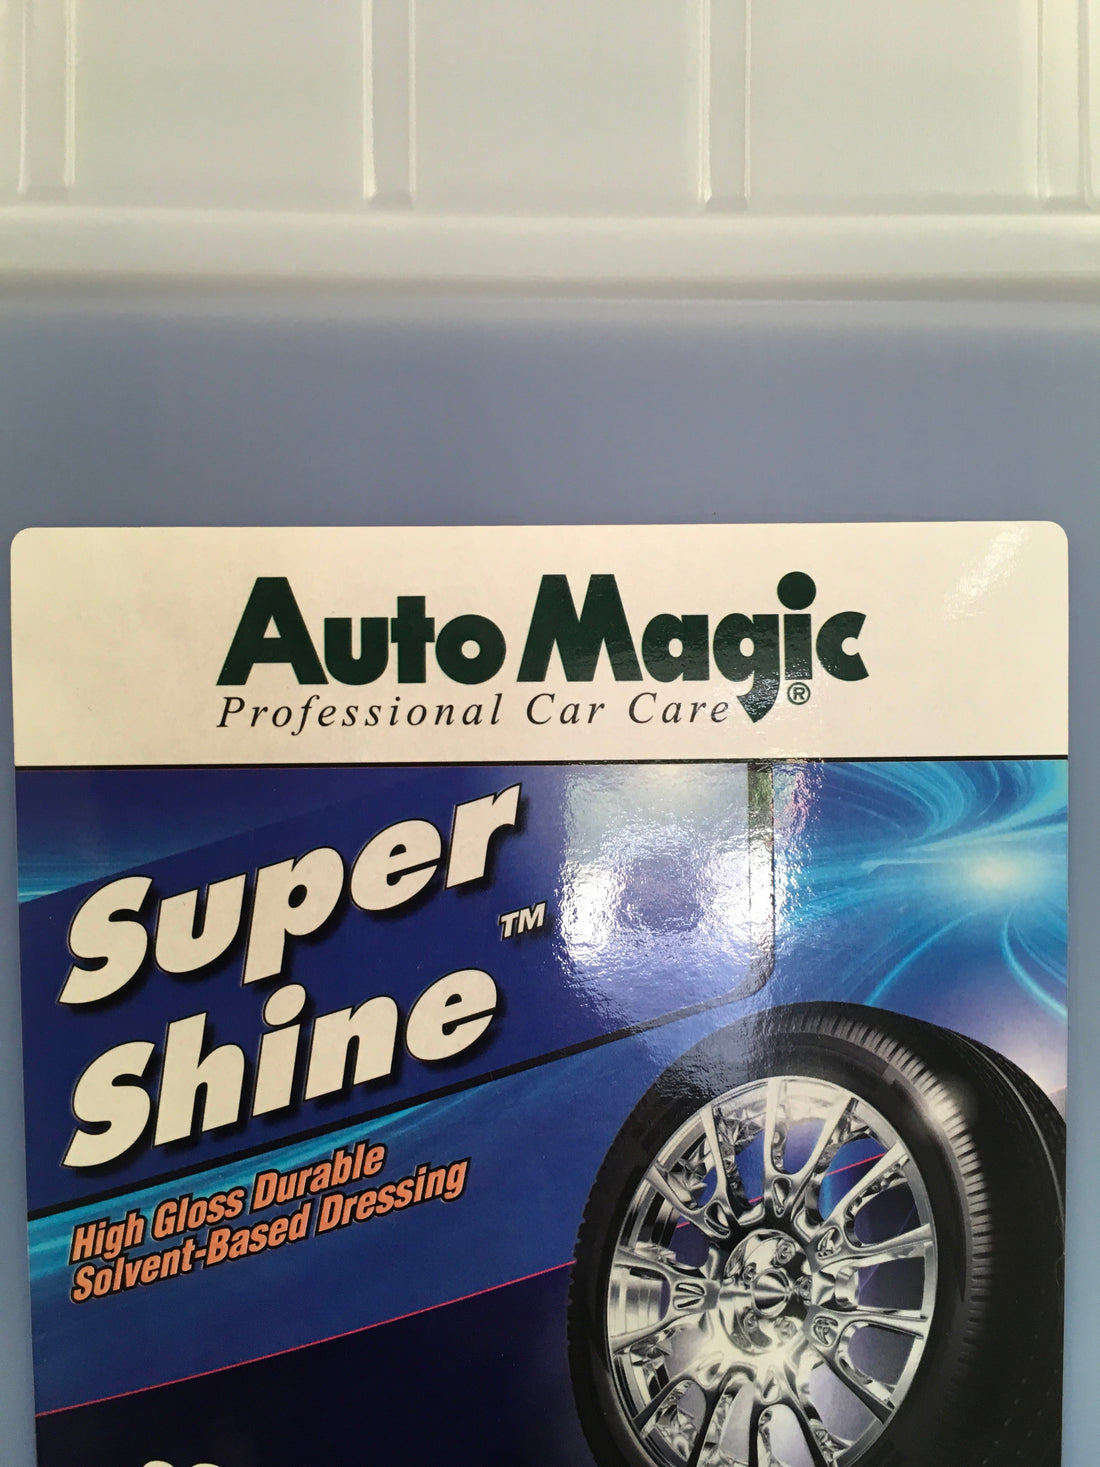 Auto Magic®
Professional Car Care
Super
Shine™
High Gloss Durable
Solvent-Based Dressing